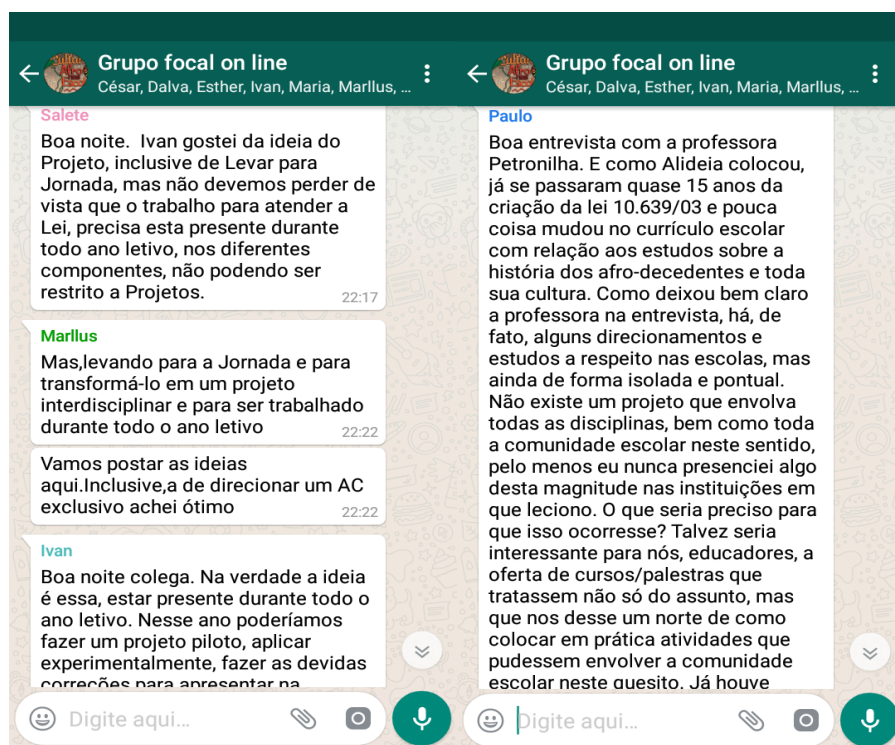 Grupo focal on line
César, Dalva, Esther, Ivan, Maria, Marllus, ...
Salete
Boa noite.  Ivan gostei da ideia do
Projeto, inclusive de Levar para
Jornada, mas não devemos perder de
vista que o trabalho para atender a
Lei, precisa esta presente durante
todo ano letivo, nos diferentes
componentes, não podendo ser
restrito a Projetos.
22:17
Marllus
Mas,levando para a Jornada e para
transformá-lo em um projeto
interdisciplinar e para ser trabalhado
durante todo o ano letivo
22:22
Vamos postar as ideias
aqui.Inclusive,a de direcionar um AC
exclusivo achei ótimo
22:22
Ivan
Boa noite colega. Na verdade a ideia
é essa, estar presente durante todo o
ano letivo. Nesse ano poderíamos
fazer um projeto piloto, aplicar
experimentalmente, fazer as devidas
correções para apresentar na
Digite aqui...
Grupo focal on line
César, Dalva, Esther, Ivan, Maria, Marllus, ...
Paulo
Boa entrevista com a professora
Petronilha. E como Alideia colocou,
já se passaram quase 15 anos da
criação da lei 10.639/03 e pouca
coisa mudou no currículo escolar
com relação aos estudos sobre a
história dos afro-decedentes e toda
sua cultura. Como deixou bem claro
a professora na entrevista, há, de
fato, alguns direcionamentos e
estudos a respeito nas escolas, mas
ainda de forma isolada e pontual.
Não existe um projeto que envolva
todas as disciplinas, bem como toda
a comunidade escolar neste sentido,
pelo menos eu nunca presenciei algo
desta magnitude nas instituições em
que leciono. O que seria preciso para
que isso ocorresse? Talvez seria
interessante para nós, educadores, a
oferta de cursos/palestras que
tratassem não só do assunto, mas
que nos desse um norte de como
colocar em prática atividades que
pudessem envolver a comunidade
escolar neste quesito. Já houve
Digite aqui...